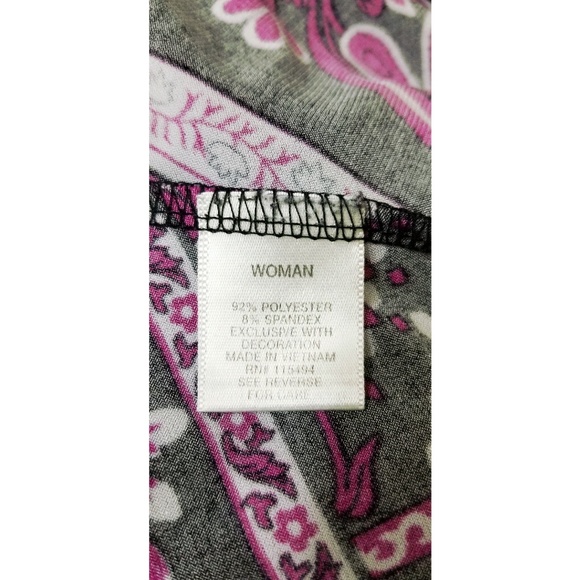 WOMAN
92% POLYESTER
8% SPANDEX
EXCLUSIVE WITH
DECORATION
MADE IN VIETNAM
RN# 115494
SEE REVERSE
FOR CARE